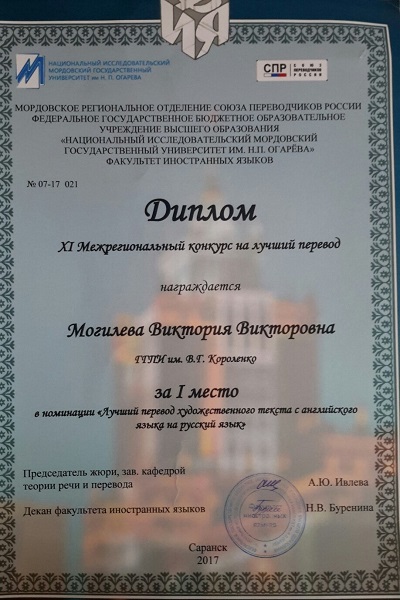 НАЦИОНАЛЬНЫЙ ИССЛЕДОВАТЕЛЬСКИЙ
МОРДОВСКИЙ ГОСУДАРСТВЕННЫЙ
УНИВЕРСИТЕТ им Н. П. ОГАРЁВА
СПР СОЮЗ
ПЕРЕВОДЧИКОВ
РОССИИ
МОРДОВСКОЕ РЕГИОНАЛЬНОЕ ОТДЕЛЕНИЕ СОЮЗА ПЕРЕВОДЧИКОВ РОССИИ
ФЕДЕРАЛЬНОЕ ГОСУДАРСТВЕННОЕ БЮДЖЕТНОЕ ОБРАЗОВАТЕЛЬНОЕ
УЧРЕЖДЕНИЕ ВЫСШЕГО ОБРАЗОВАНИЯ
«НАЦИОНАЛЬНЫЙ ИССЛЕДОВАТЕЛЬСКИЙ МОРДОВСКИЙ
ГОСУДАРСТВЕННЫЙ УНИВЕРСИТЕТ ИМ. Н.П. ОГАРЁВА»
ФАКУЛЬТЕТ ИНОСТРАННЫХ ЯЗЫКОВ
№ 07-17 021
Диплом
XI Межрегиональный конкурс на лучший перевод
награждается
Могилева Виктория Викторовна
ГГПИ им. В.Г. Короленко
за I место
в номинации «Лучший перевод художественного текста с английского
языка на русский язык»
Председатель жюри, зав. кафедрой
теории речи и перевода А.Ю. Ивлева
Декан факультета иностранных языков Н.В. Буренина
Саранск
2017